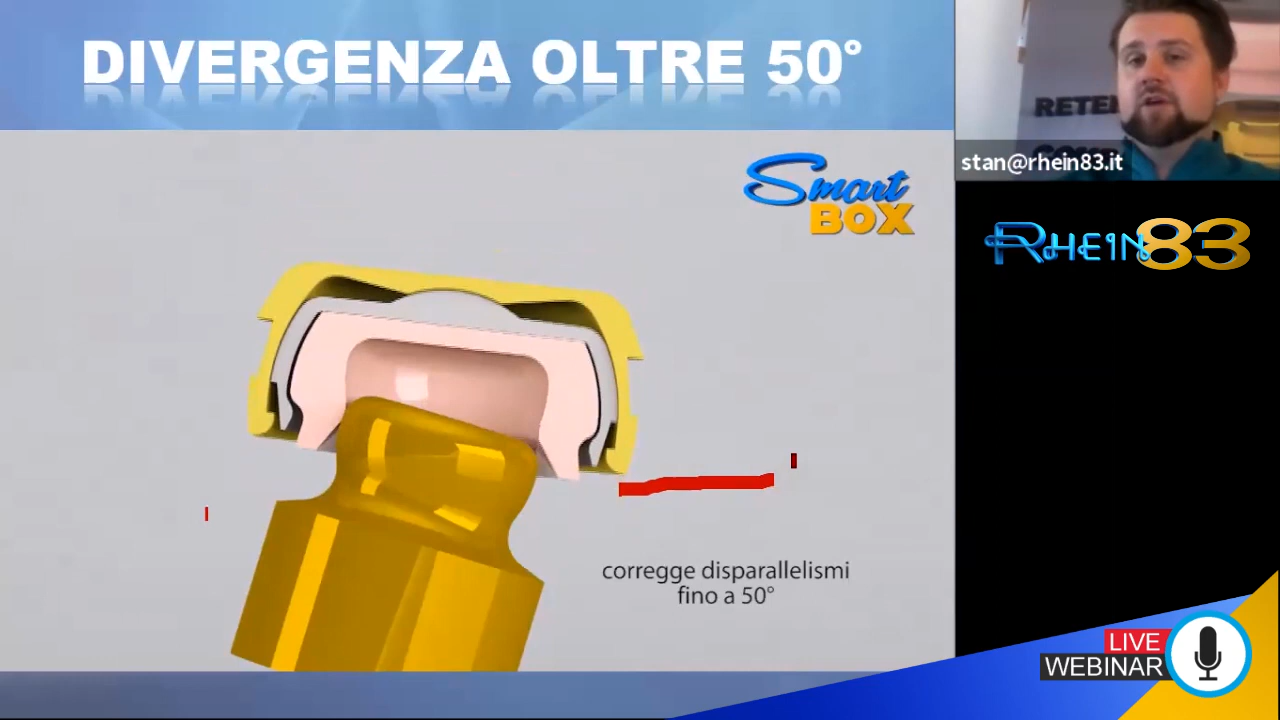 DIVERGENZA OLTRE 50°
Smart
BOX
corregge disparallelismi
fino a 50°
stan@rhein83.it
RHEIN83
LIVE
WEBINAR